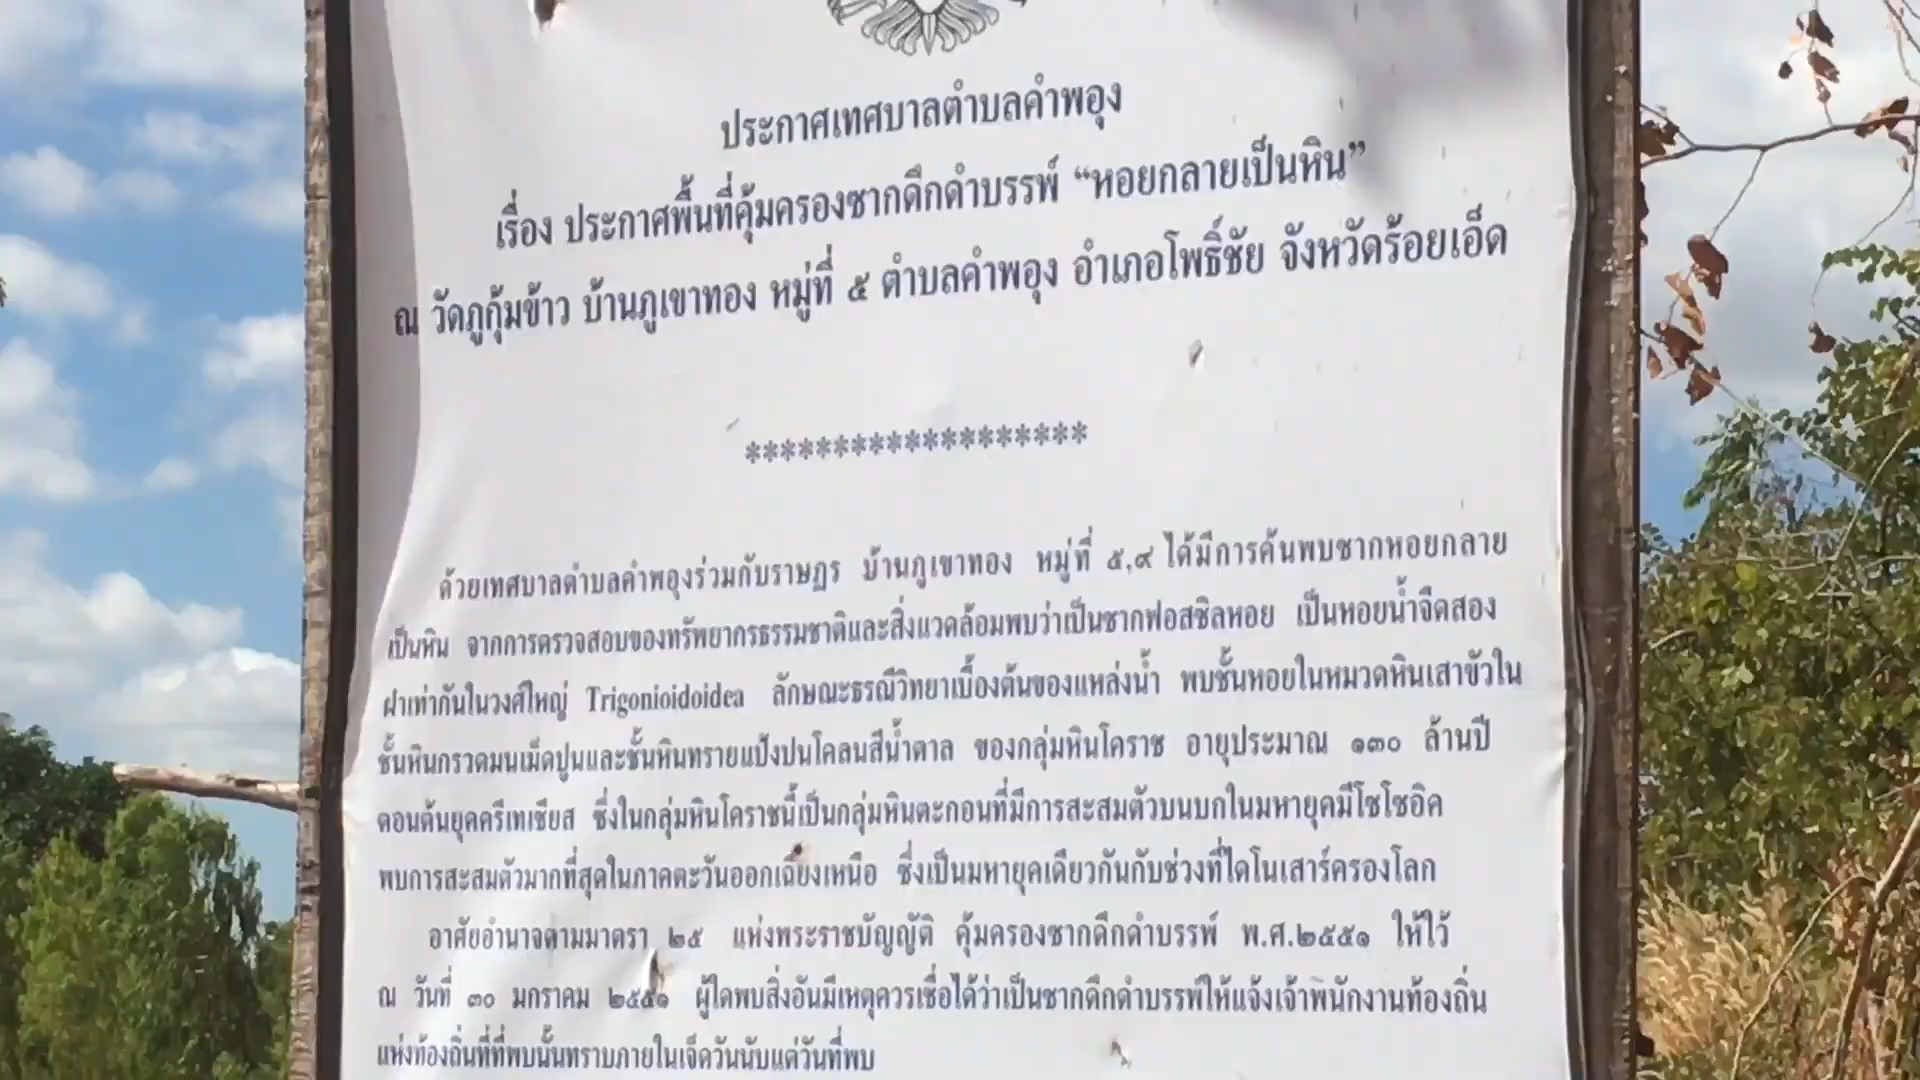 ประกาศเทศบาลตำบลคำพอุง
เรื่อง ประกาศพื้นที่คุ้มครองซากดึกดำบรรพ์ “หอยกลายเป็นหิน”
ณ วัดภูกุ้มข้าว บ้านภูเขาทอง หมู่ที่ ๕ ตำบลคำพอุง อำเภอโพธิ์ชัย จังหวัดร้อยเอ็ด
*******************
ด้วยเทศบาลตำบลคำพอุงร่วมกับราษฎร บ้านภูเขาทอง หมู่ที่ ๕,๙ ได้มีการค้นพบซากหอยกลาย
เป็นหิน จากการตรวจสอบของทรัพยากรธรรมชาติและสิ่งแวดล้อมพบว่าเป็นซากฟอสซิลหอย เป็นหอยน้ำจืดสอง
ฝาเท่ากันในวงศ์ใหญ่ Trigonioidoidea ลักษณะธรณีวิทยาเบื้องต้นของแหล่งน้ำ พบชั้นหอยในหมวดหินเสาขัวใน
ชั้นหินกรวดมนเม็ดปูนและชั้นหินทรายแป้งปนโคลนสีน้ำตาล ของกลุ่มหินโคราช อายุประมาณ ๑๓๐ ล้านปี
ตอนต้นยุคครีเทเชียส ซึ่งในกลุ่มหินโคราชนี้เป็นกลุ่มหินตะกอนที่มีการสะสมตัวบนบกในมหายุคมีโซโซอิค
พบการสะสมตัวมากที่สุดในภาคตะวันออกเฉียงเหนือ ซึ่งเป็นมหายุคเดียวกันกับช่วงที่ไดโนเสาร์ครองโลก
อาศัยอำนาจตามมาตรา ๒๕ แห่งพระราชบัญญัติ คุ้มครองซากดึกดำบรรพ์ พ.ศ.๒๕๕๑ ให้ไว้
ณ วันที่ ๓๐ มกราคม ๒๕๕๑ ผู้ใดพบสิ่งอันมีเหตุควรเชื่อได้ว่าเป็นซากดึกดำบรรพ์ให้แจ้งเจ้าพนักงานท้องถิ่น
แห่งท้องถิ่นที่ที่พบนั้นทราบภายในเจ็ดวันนับแต่วันที่พบ